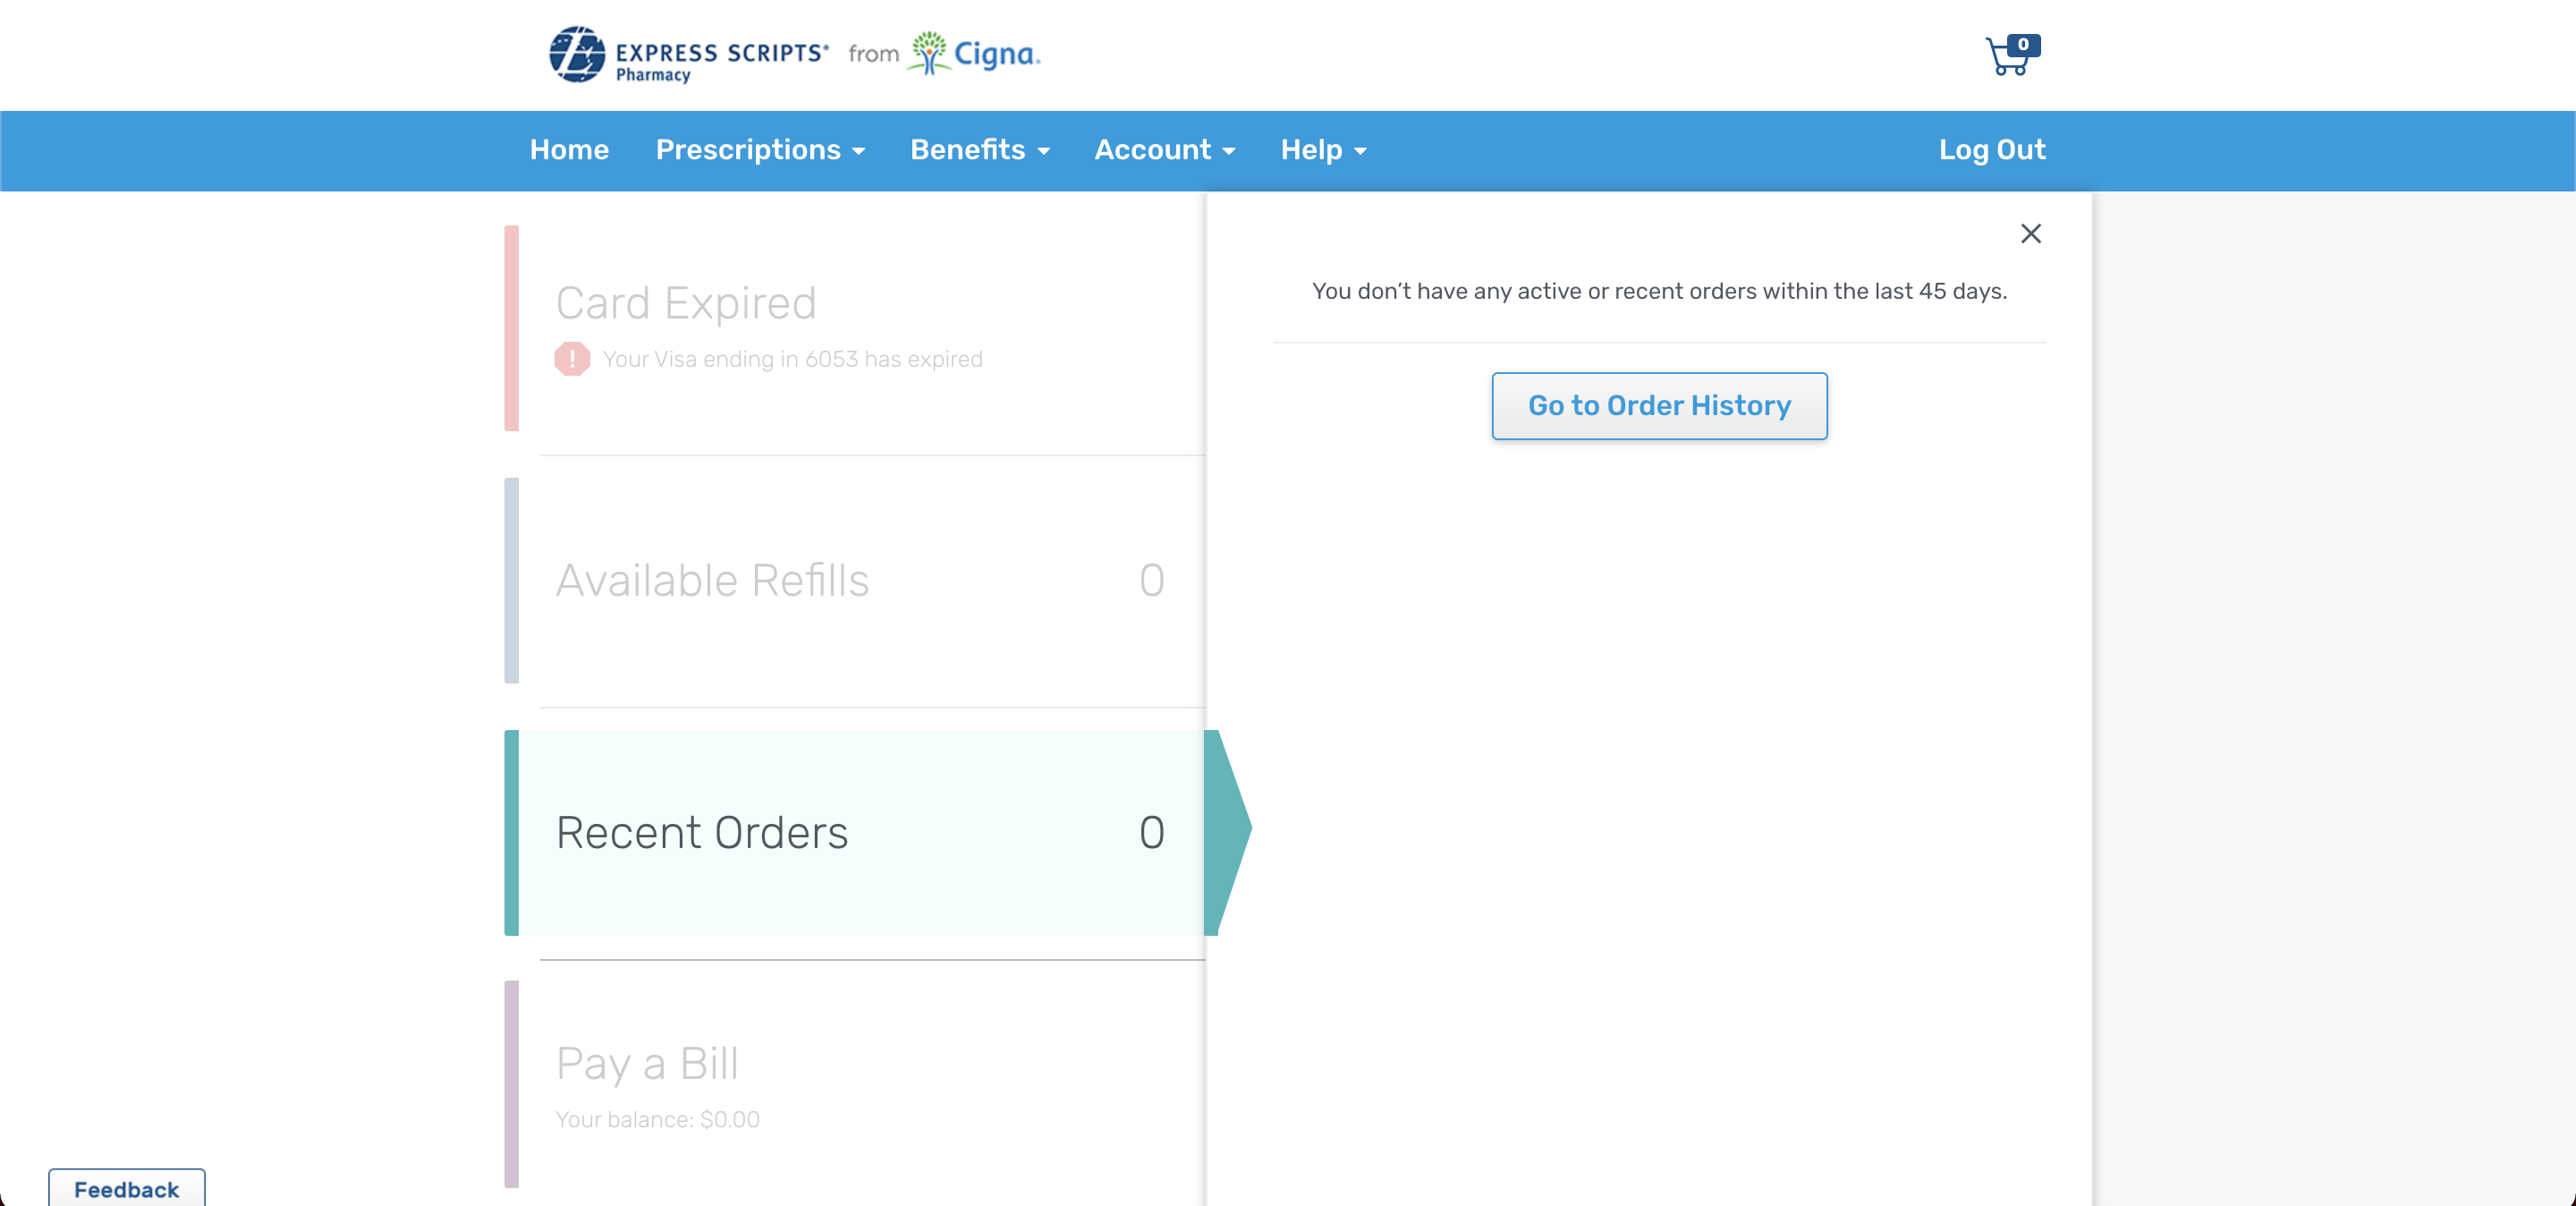 EXPRESS SCRIPTS® from Cigna.
Pharmacy
0
Home Prescriptions Benefits Account Help Log Out
Card Expired
! Your Visa ending in 6053 has expired
Available Refills 0
Recent Orders 0
Pay a Bill
Your balance: $0.00
You don’t have any active or recent orders within the last 45 days.
Go to Order History
Feedback